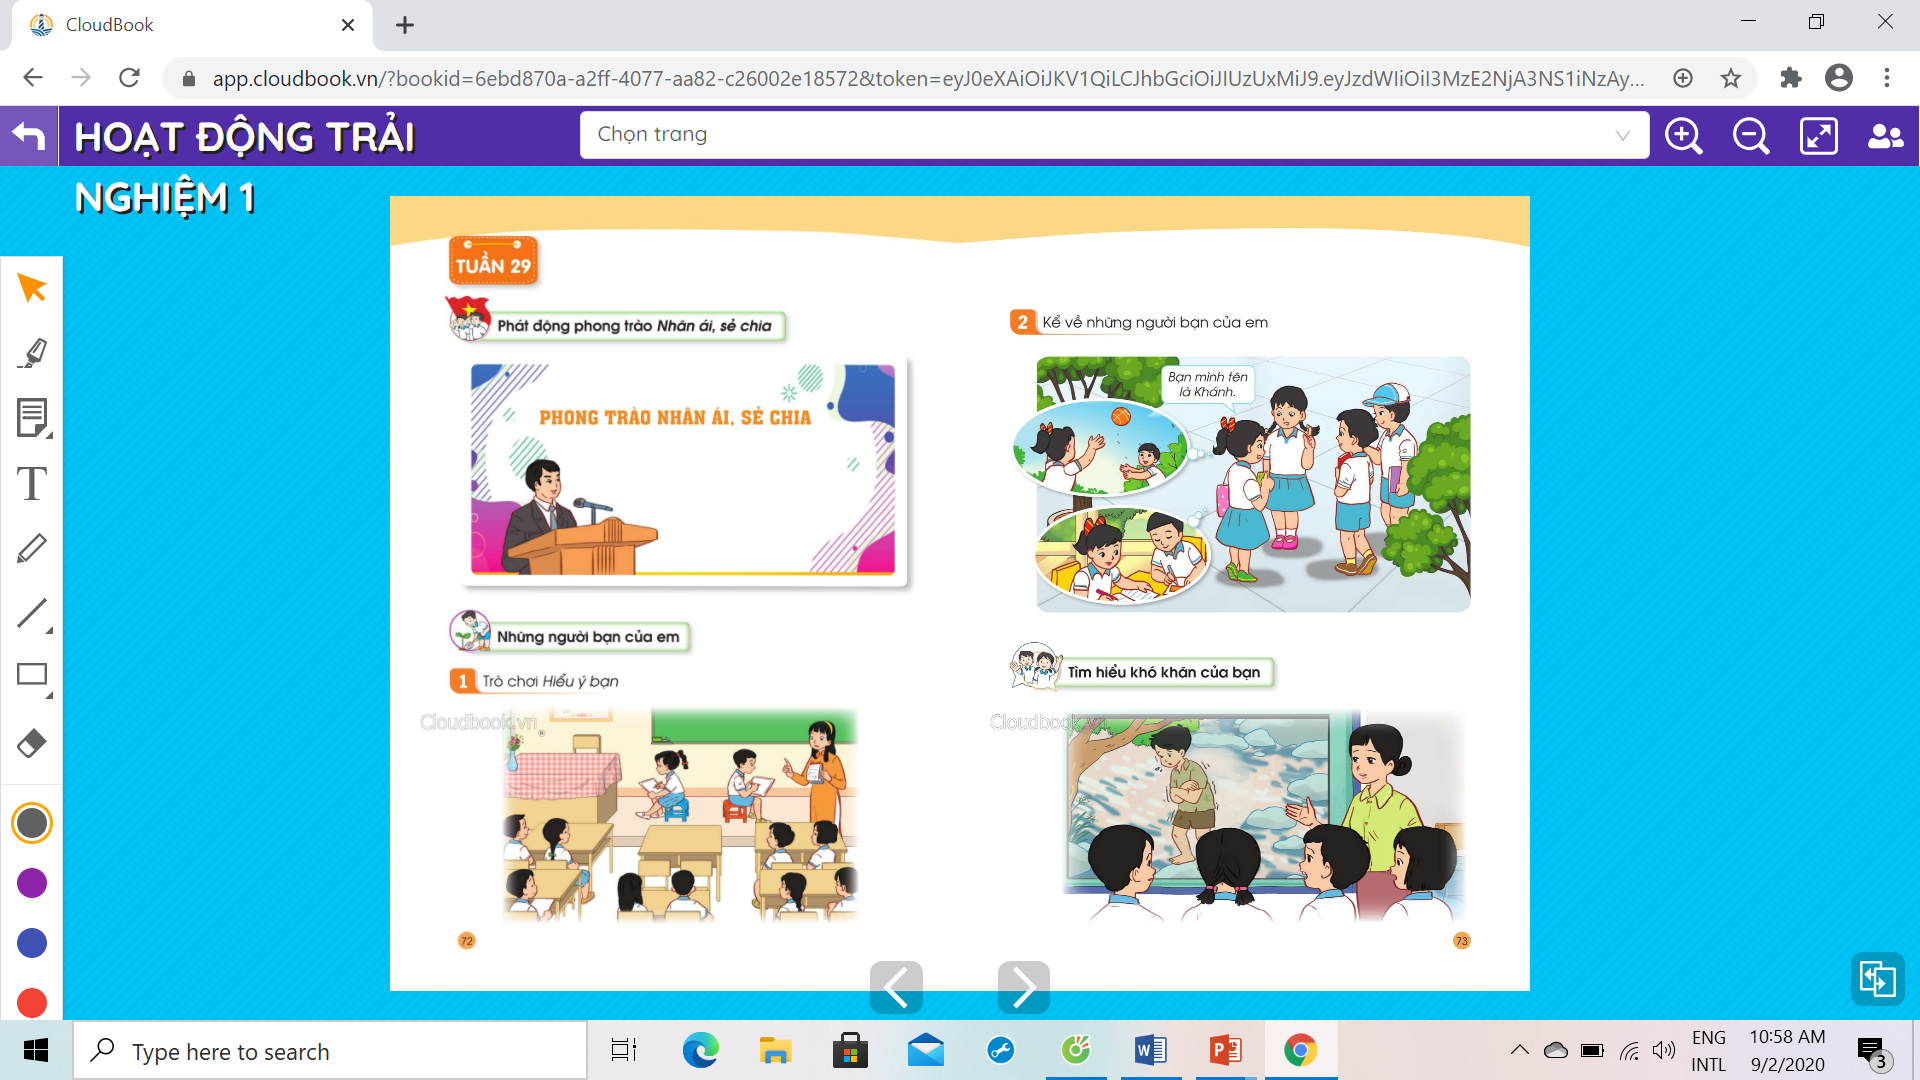 CloudBook
app.cloudbook.vn/?bookid=6ebd870a-a2ff-4077-aa82-c26002e18572&token=eyJ0eXAiOiJKV1QiLCJhbGciOiJIUzUxMiJ9.eyJzdWIiOiI3MzE2NjA3NS1iNzAy...
HOẠT ĐỘNG TRẢI
NGHIỆM 1
Chọn trang
TUẦN 29
Phát động phong trào Nhân ái, sẻ chia
PHONG TRÀO NHÂN ÁI, SẺ CHIA
Những người bạn của em
1 Trò chơi Hiểu ý bạn
Cloudbook.vn
72
2 Kể về những người bạn của em
Bạn mình tên
là Khánh.
Tìm hiểu khó khăn của bạn
Cloudbook.vn
73
T
Type here to search
ENG
INTL
10:58 AM
9/2/2020
3